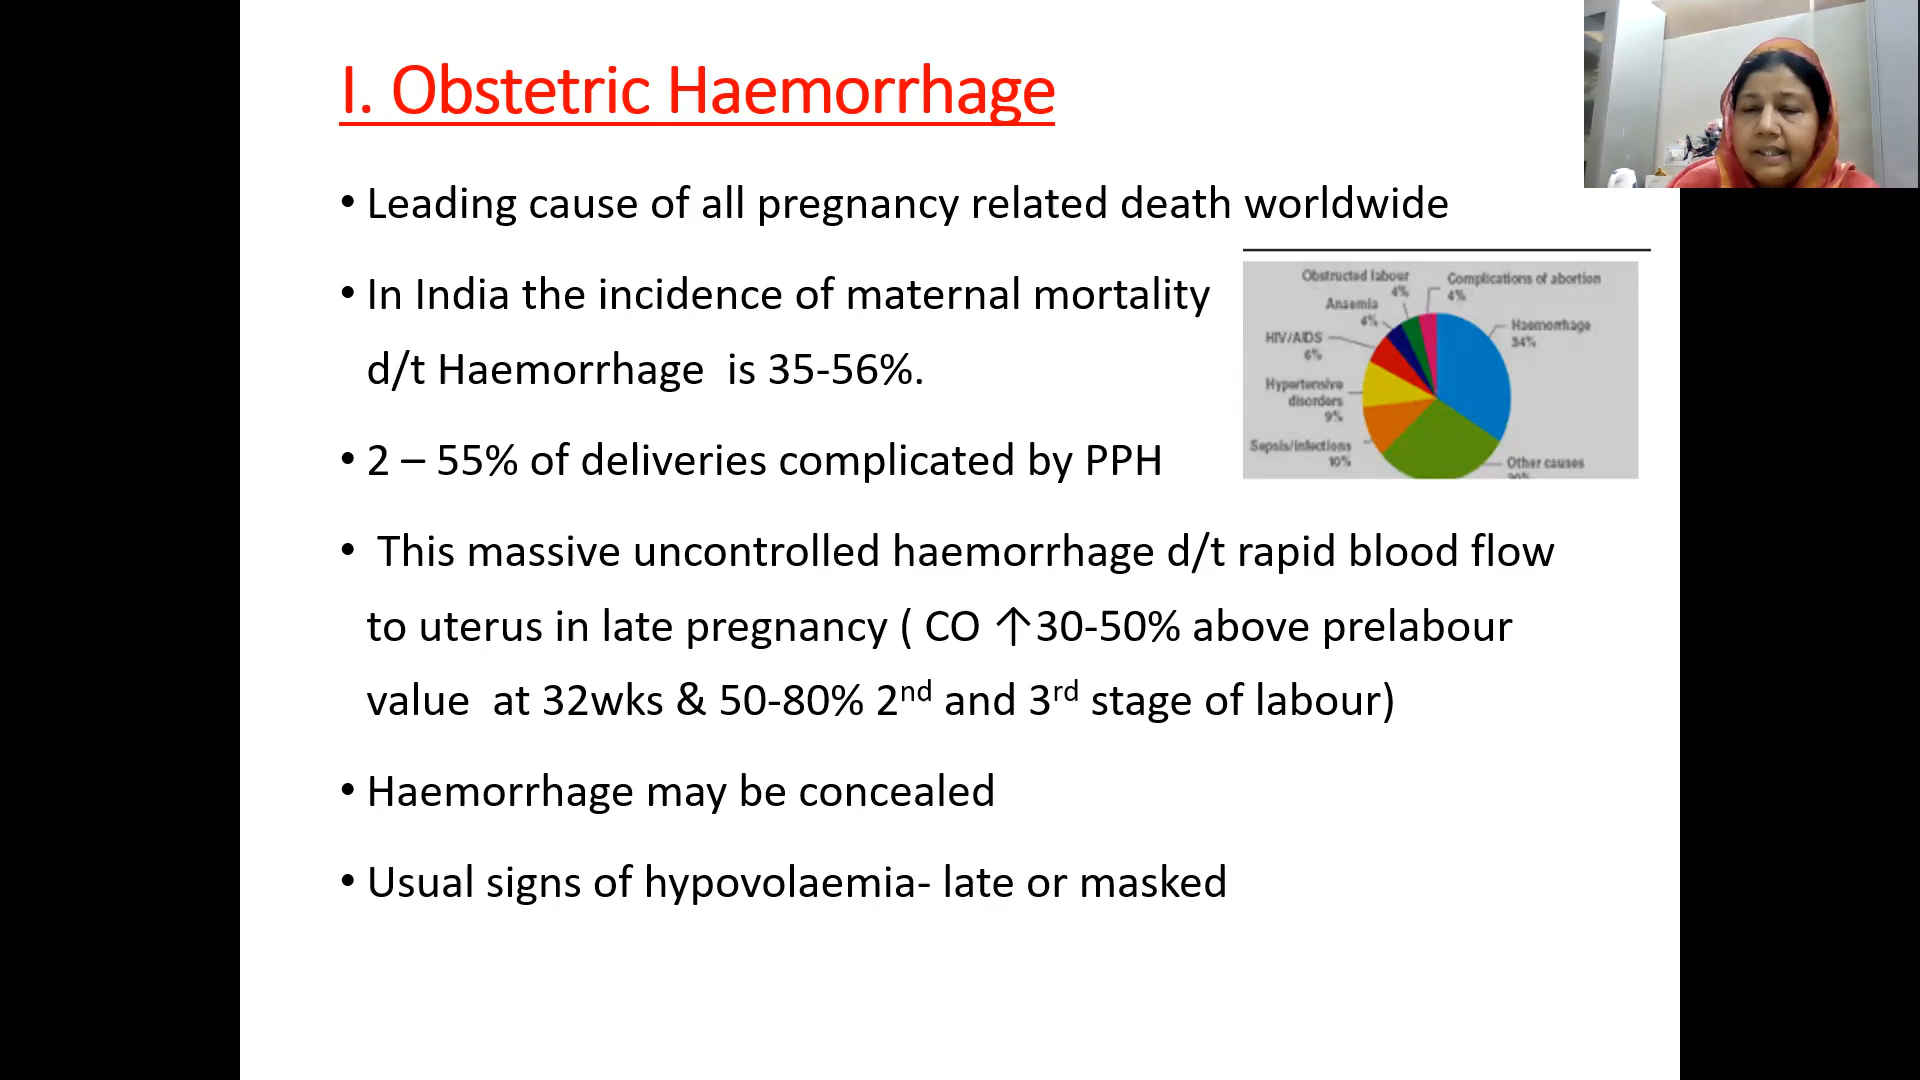 I. Obstetric Haemorrhage
• Leading cause of all pregnancy related death worldwide
• In India the incidence of maternal mortality
d/t Haemorrhage is 35-56%.
• 2 – 55% of deliveries complicated by PPH
• This massive uncontrolled haemorrhage d/t rapid blood flow
to uterus in late pregnancy ( CO ↑30-50% above prelabour
value at 32wks & 50-80% 2nd and 3rd stage of labour)
• Haemorrhage may be concealed
• Usual signs of hypovolaemia- late or masked
Obstructed labour
4%
Complications of abortion
4%
Anaemia
4%
Haemorrhage
34%
HIV/AIDS
6%
Hypertensive
disorders
9%
Sepsis/infections
10%
Other causes